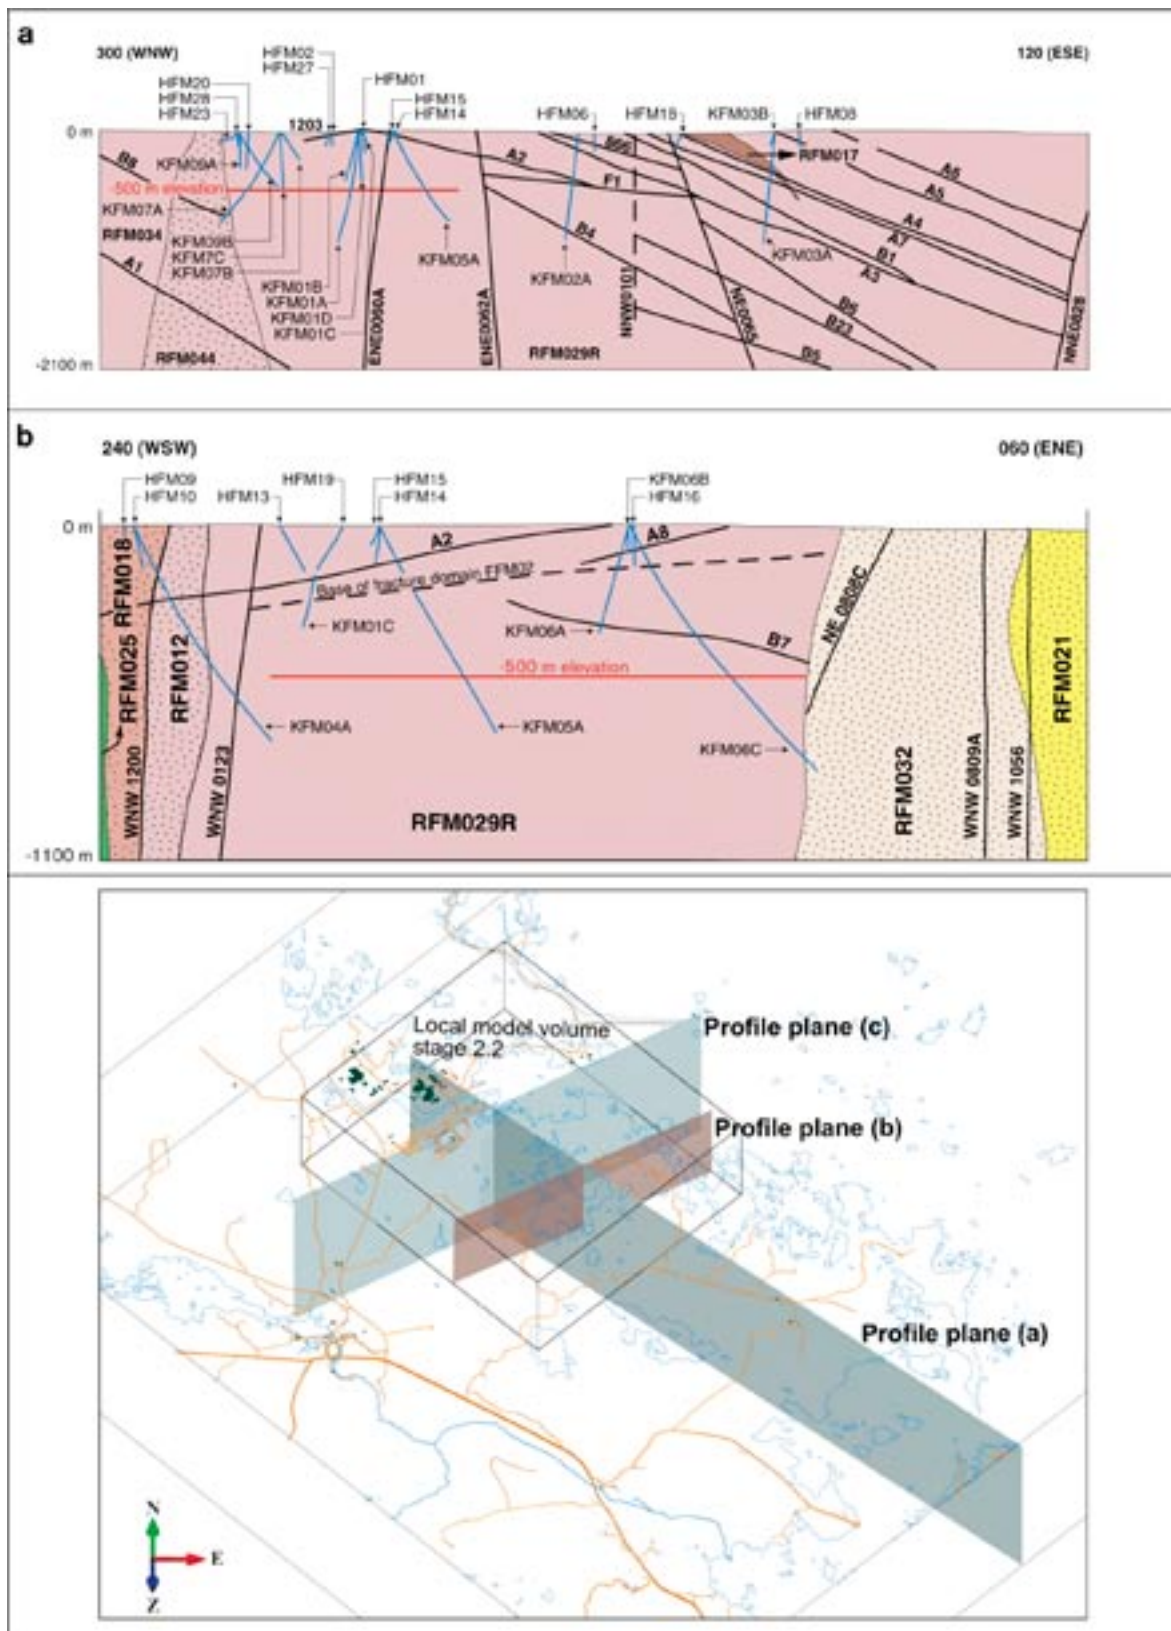 a
300 (WNW)
120 (ESE)
HFM02
HFM27
HFM20
HFM28
HFM23
HFM01
HFM15
HFM14
HFM06
HFM18
KFM03B
HFM08
0 m
1203
866
RFM017
B8
KFM09A
-500 m elevation
A2
F1
A6
A5
KFM07A
RFM034
KFM09B
KFM7C
KFM07B
KFM01B
KFM01A
KFM01D
KFM01C
KFM05A
KFM02A
KFM03A
B4
A4
A7
B1
A3
A1
ENE0060A
ENE0062A
NNW0101
NE0065
B6
B23
B5
NNE0828
RFM044
RFM029R
-2100 m
b
240 (WSW)
060 (ENE)
HFM09
HFM10
HFM13
HFM19
HFM15
HFM14
KFM06B
HFM16
0 m
RFM018
A2
A8
Base of fracture domain FFM02
KFM01C
KFM06A
B7
NE 0808C
-500 m elevation
RFM025
RFM012
KFM04A
KFM05A
KFM06C
RFM021
WNW 1200
WNW 0123
RFM029R
RFM032
WNW 0809A
WNW 1056
-1100 m
Local model volume
stage 2.2
Profile plane (c)
Profile plane (b)
Profile plane (a)
N
E
Z